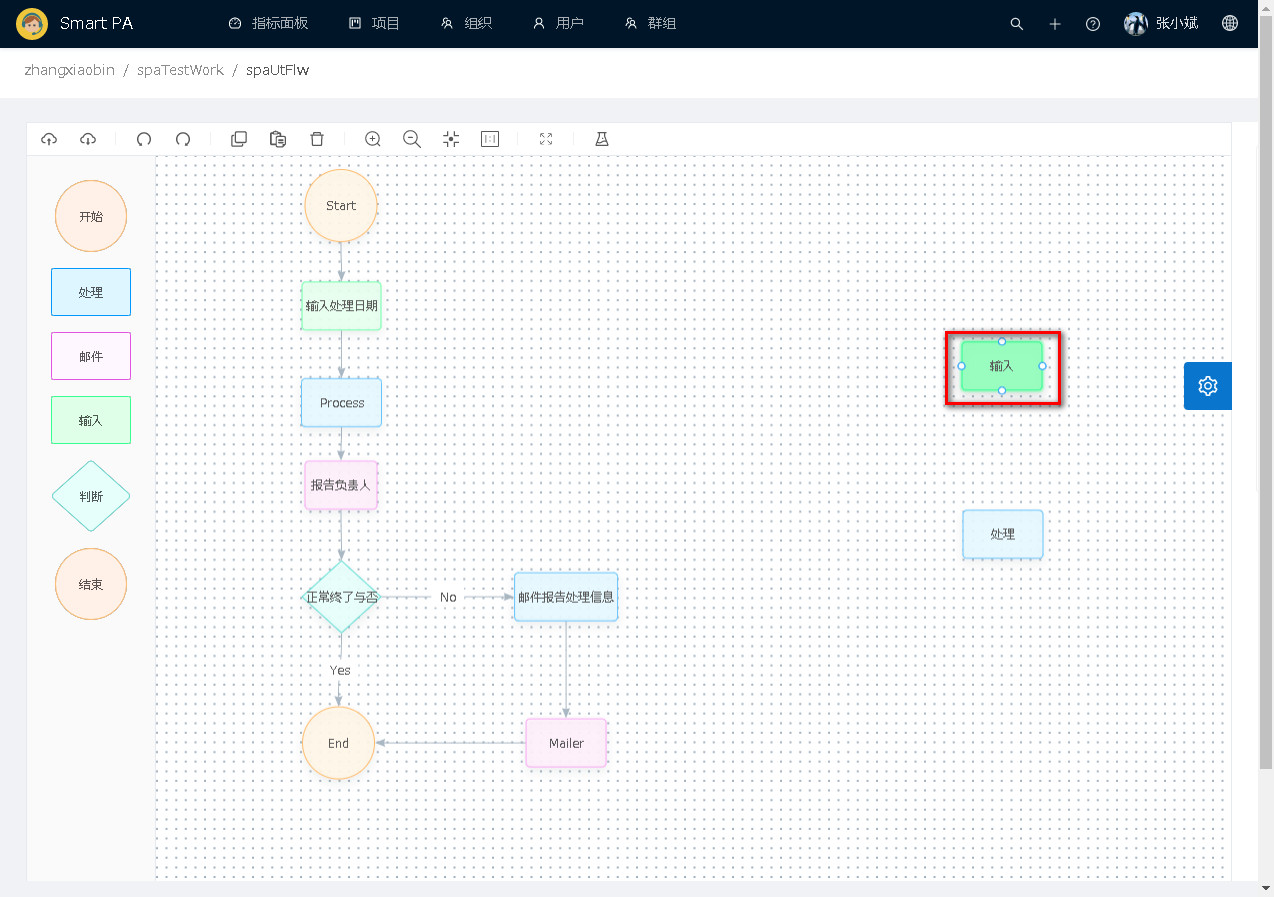 Smart PA
指标面板
项目
组织
用户
群组
张小斌
zhangxiaobin / spaTestWork / spaUtFlw
开始
处理
邮件
输入
判断
结束
Start
输入处理日期
Process
报告负责人
正常终了与否
No
邮件报告处理信息
Yes
End
Mailer
输入
处理